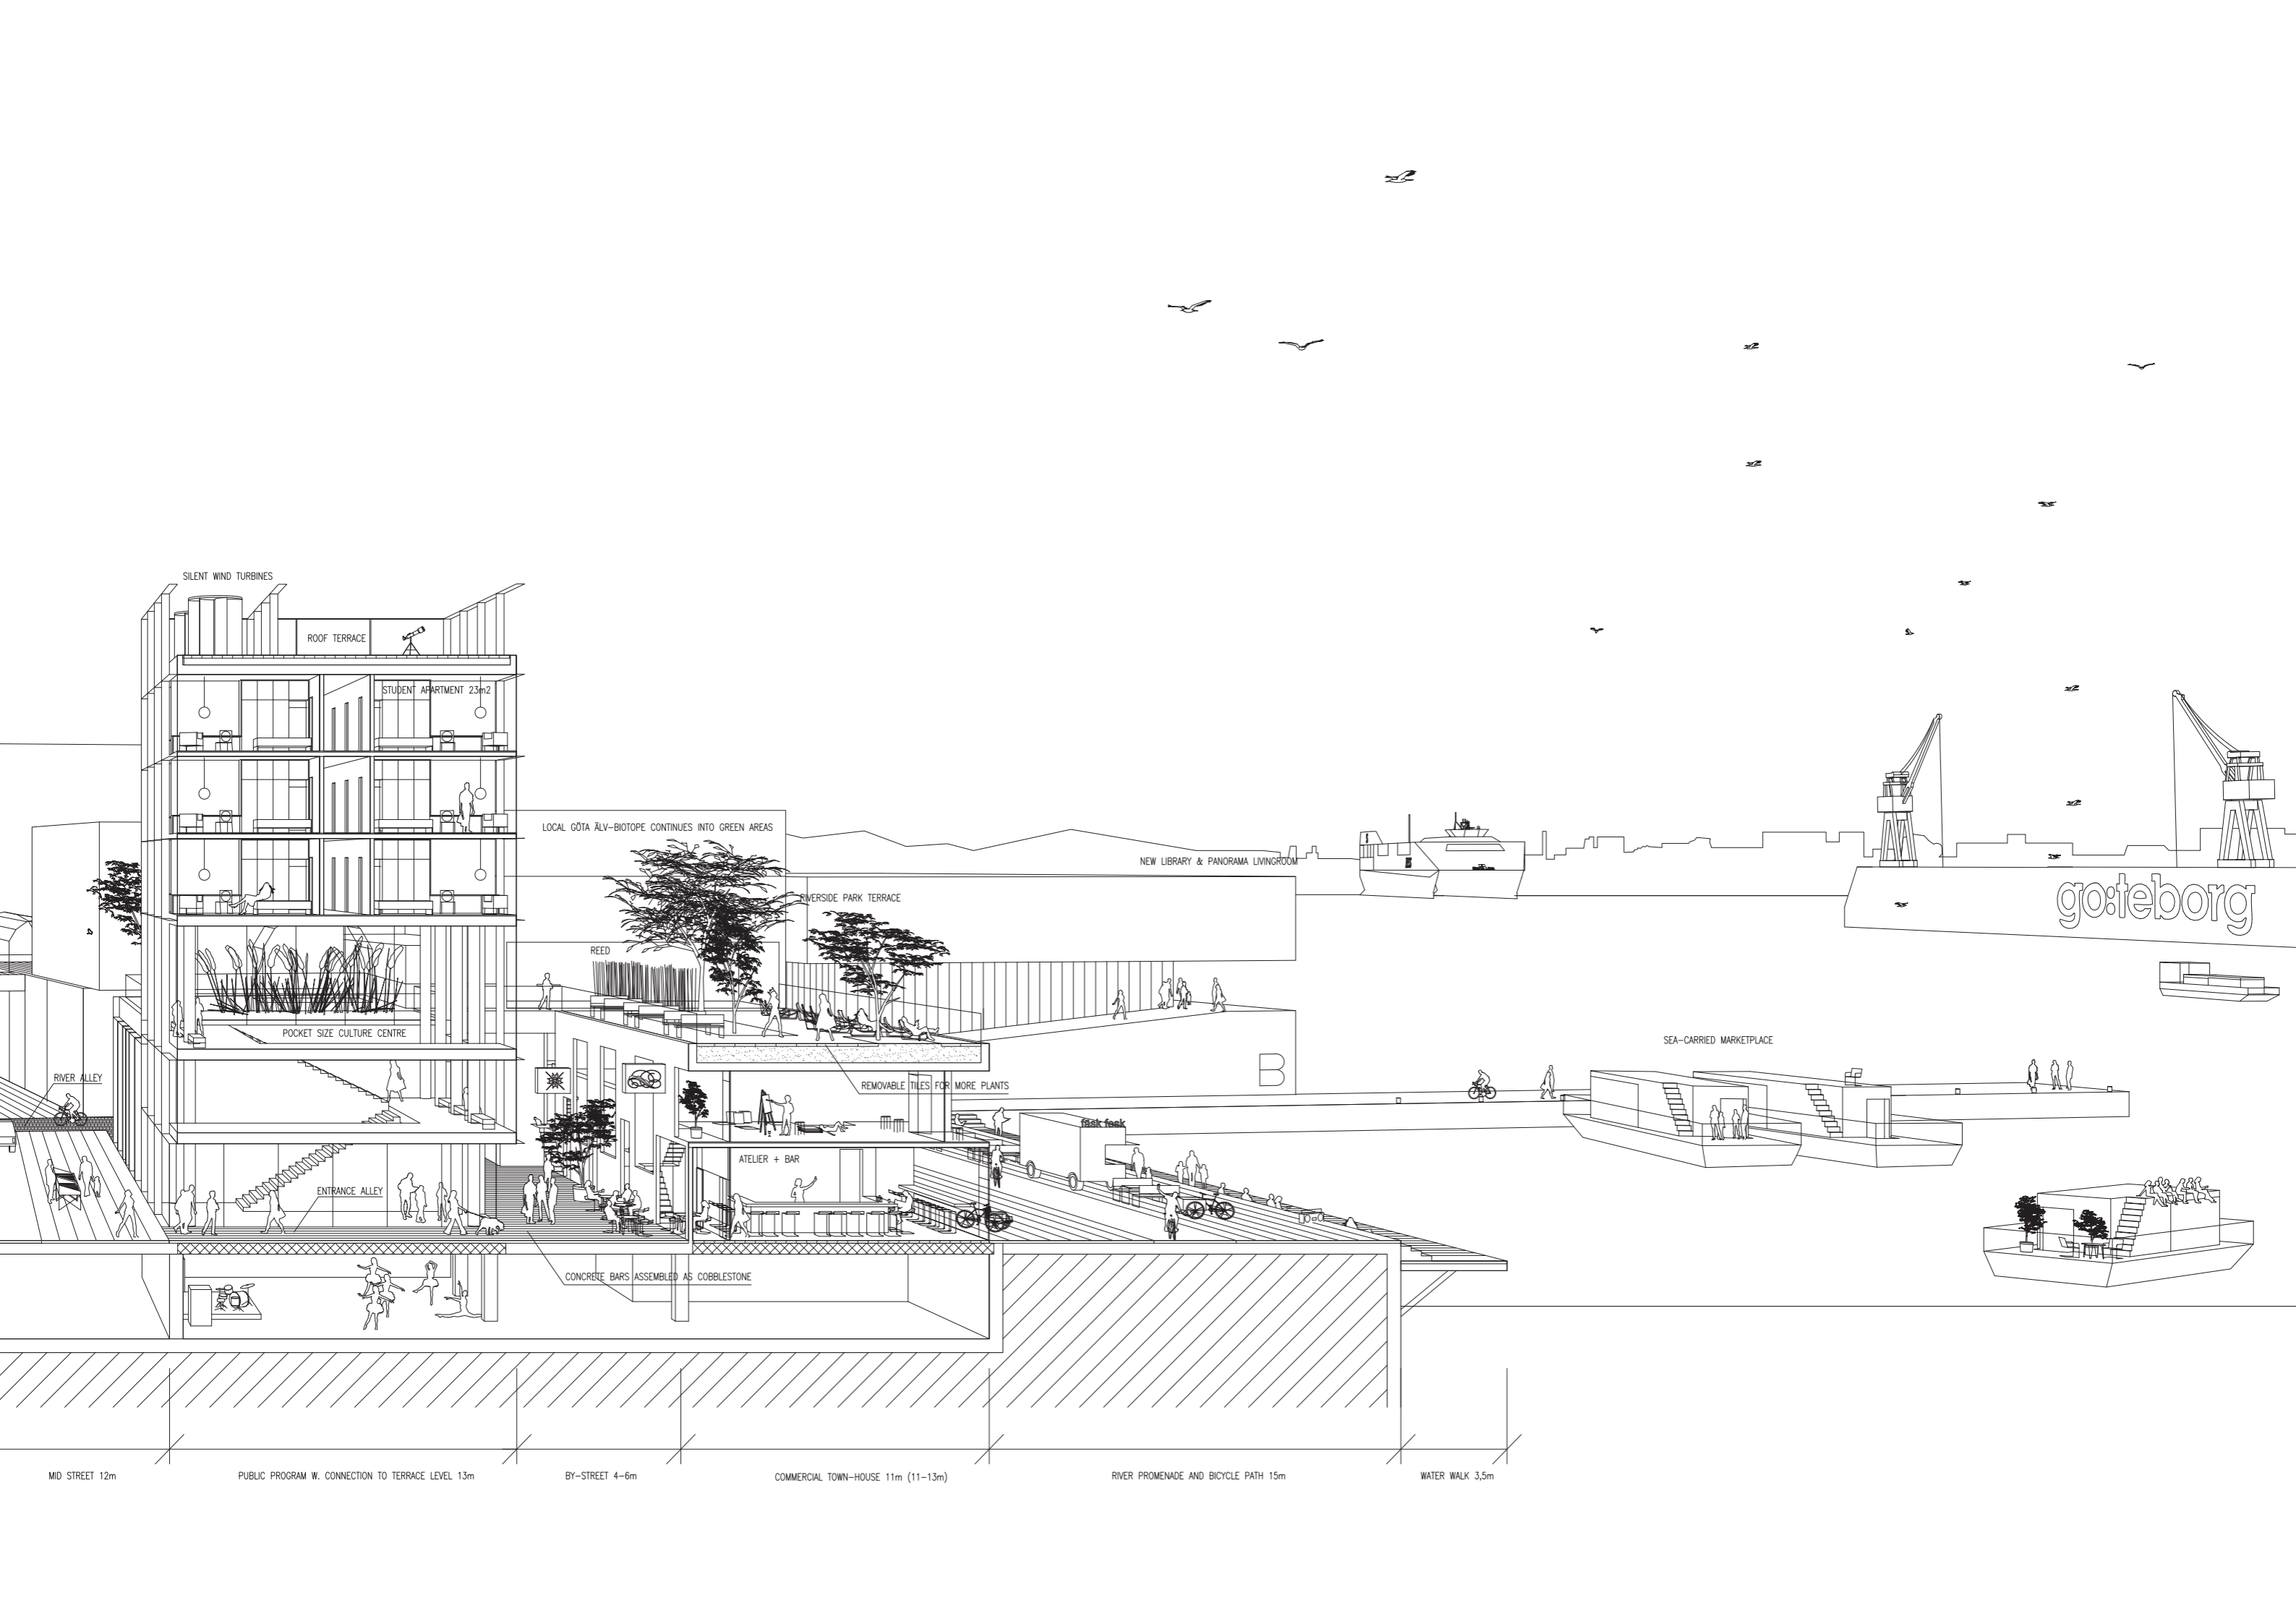 SILENT WIND TURBINES
ROOF TERRACE
STUDENT APARTMENT 23m2
LOCAL GÖTA ÄLV-BIOTOPE CONTINUES INTO GREEN AREAS
NEW LIBRARY & PANORAMA LIVINGROOM
RIVERSIDE PARK TERRACE
go:teborg
REED
POCKET SIZE CULTURE CENTRE
SEA-CARRIED MARKETPLACE
B
RIVER ALLEY
REMOVABLE TILES FOR MORE PLANTS
fisk fesk
ATELIER + BAR
ENTRANCE ALLEY
CONCRETE BARS ASSEMBLED AS COBBLESTONE
MID STREET 12m
PUBLIC PROGRAM W. CONNECTION TO TERRACE LEVEL 13m
BY-STREET 4-6m
COMMERCIAL TOWN-HOUSE 11m (11-13m)
RIVER PROMENADE AND BICYCLE PATH 15m
WATER WALK 3,5m